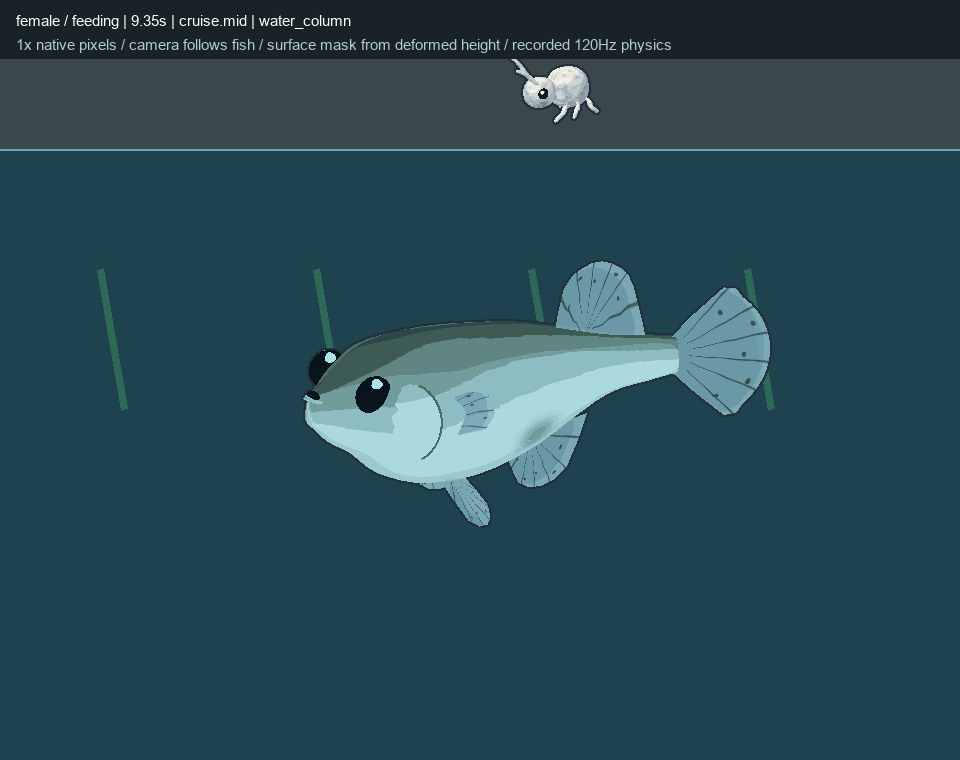 female / feeding | 9.35s | cruise.mid | water_column
1x native pixels / camera follows fish / surface mask from deformed height / recorded 120Hz physics